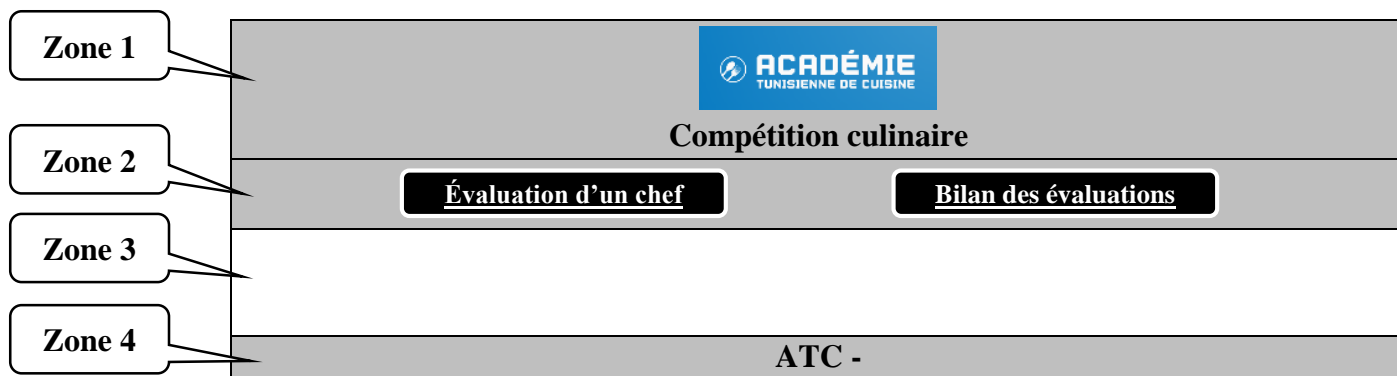 Zone 1
ACADÉMIE
TUNISIENNE DE CUISINE
Compétition culinaire
Zone 2
Évaluation d’un chef
Bilan des évaluations
Zone 3
Zone 4
ATC -